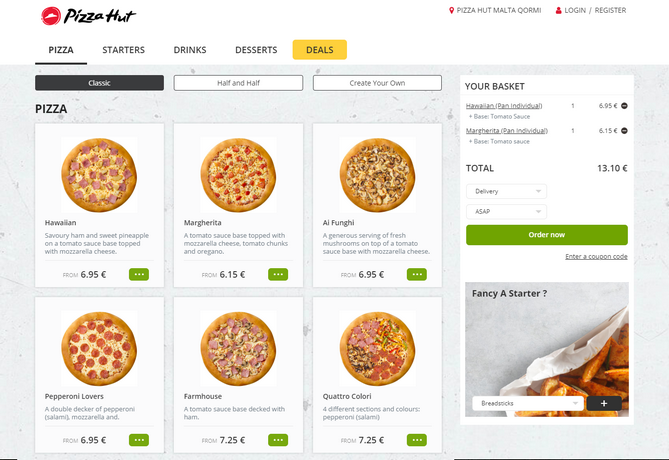 Pizza Hut
PIZZA HUT MALTA QORMI
LOGIN / REGISTER
PIZZA
STARTERS
DRINKS
DESSERTS
DEALS
Classic
Half and Half
Create Your Own
PIZZA
Hawaiian
Savoury ham and sweet pineapple
on a tomato sauce base topped
with mozzarella cheese.
FROM 6.95 €
Margherita
A tomato sauce base topped with
mozzarella cheese, tomato chunks
and oregano.
FROM 6.15 €
Ai Funghi
A generous serving of fresh
mushrooms on top of a tomato
sauce base with mozzarella cheese.
FROM 6.95 €
Pepperoni Lovers
A double decker of pepperoni
(salami), mozzarella and.
FROM 6.95 €
Farmhouse
A tomato sauce base decked with
ham.
FROM 7.25 €
Quattro Colori
4 different sections and colours:
pepperoni (salami)
FROM 7.25 €
YOUR BASKET
Hawaiian (Pan Individual) 1 6.95 €
+ Base: Tomato Sauce
Margherita (Pan Individual) 1 6.15 €
+ Base: Tomato sauce
TOTAL 13.10 €
Delivery
ASAP
Order now
Enter a coupon code
Fancy A Starter ?
Breadsticks
+